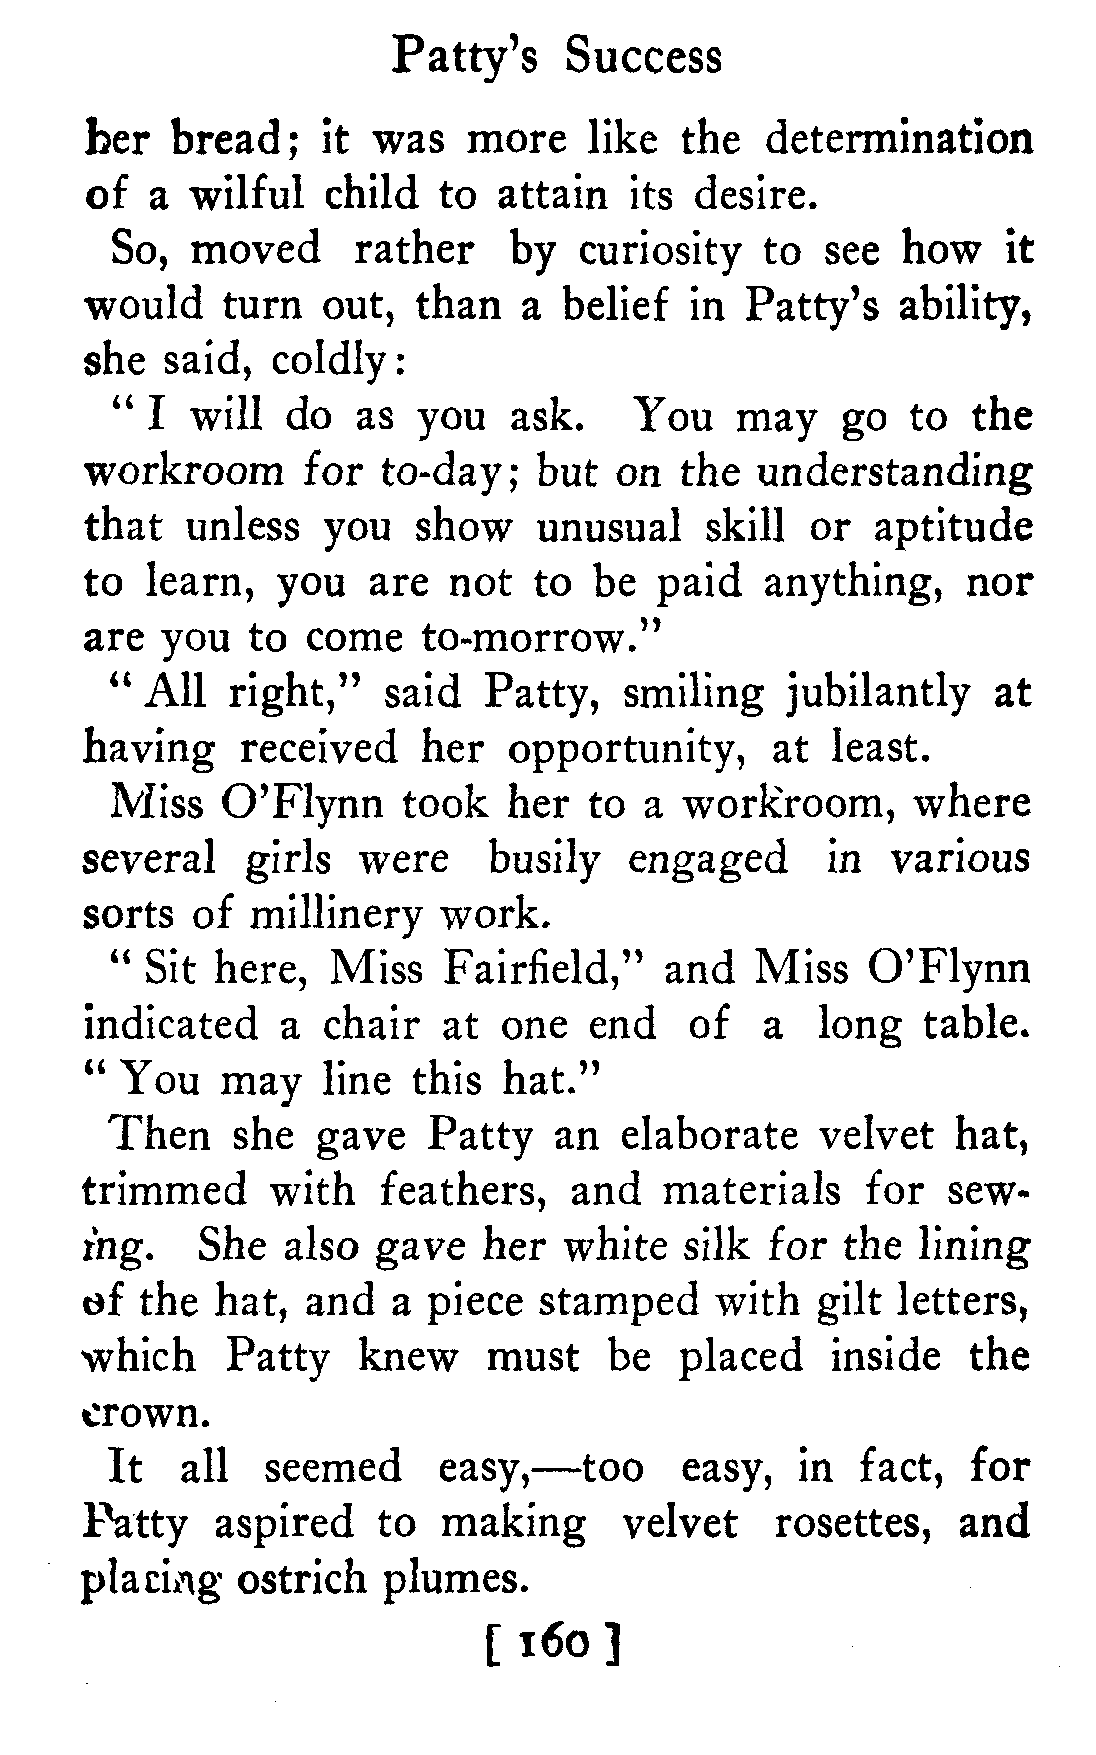 Patty's Success
her bread; it was more like the determination
of a wilful child to attain its desire.
So, moved rather by curiosity to see how it
would turn out, than a belief in Patty's ability,
she said, coldly:
" I will do as you ask. You may go to the
workroom for to-day; but on the understanding
that unless you show unusual skill or aptitude
to learn, you are not to be paid anything, nor
are you to come to-morrow."
" All right," said Patty, smiling jubilantly at
having received her opportunity, at least.
Miss O'Flynn took her to a workroom, where
several girls were busily engaged in various
sorts of millinery work.
" Sit here, Miss Fairfield," and Miss O'Flynn
indicated a chair at one end of a long table.
" You may line this hat."
Then she gave Patty an elaborate velvet hat,
trimmed with feathers, and materials for sew-
ing. She also gave her white silk for the lining
of the hat, and a piece stamped with gilt letters,
which Patty knew must be placed inside the
crown.
It all seemed easy,—too easy, in fact, for
Patty aspired to making velvet rosettes, and
placing ostrich plumes.
[ 160 ]